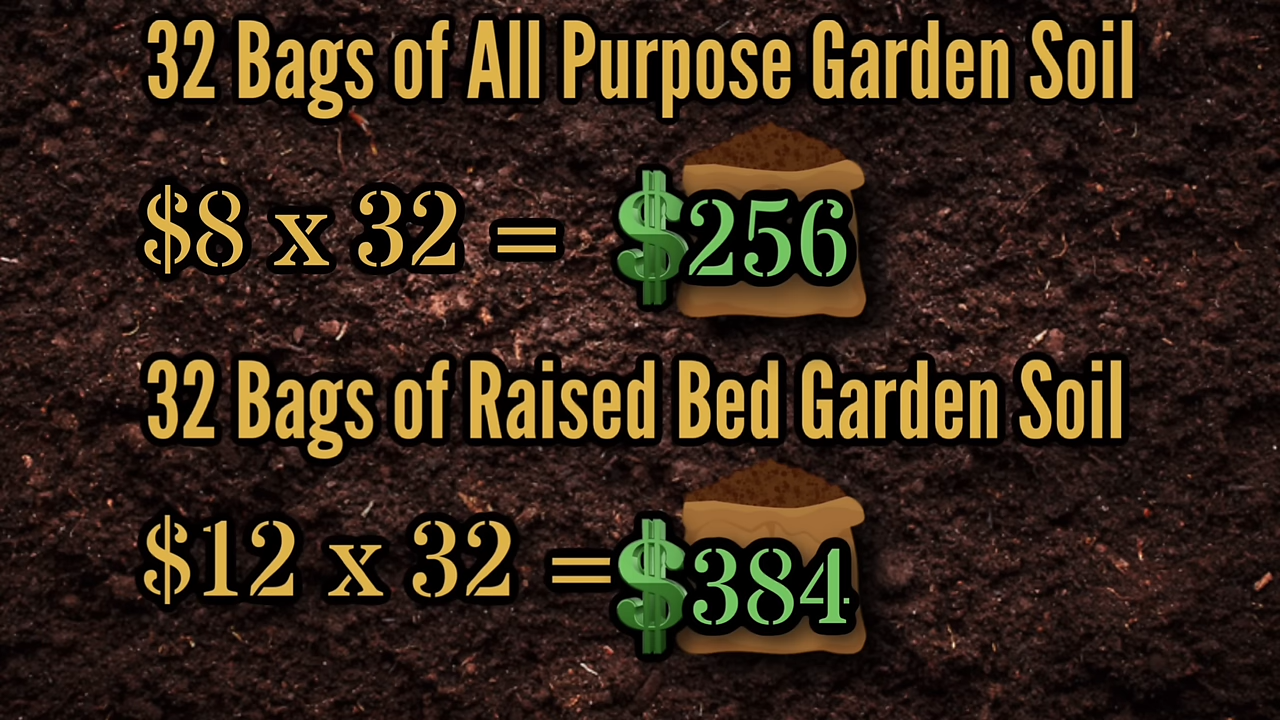 32 Bags of All Purpose Garden Soil
$8 x 32 = $256
32 Bags of Raised Bed Garden Soil
$12 x 32 = $384